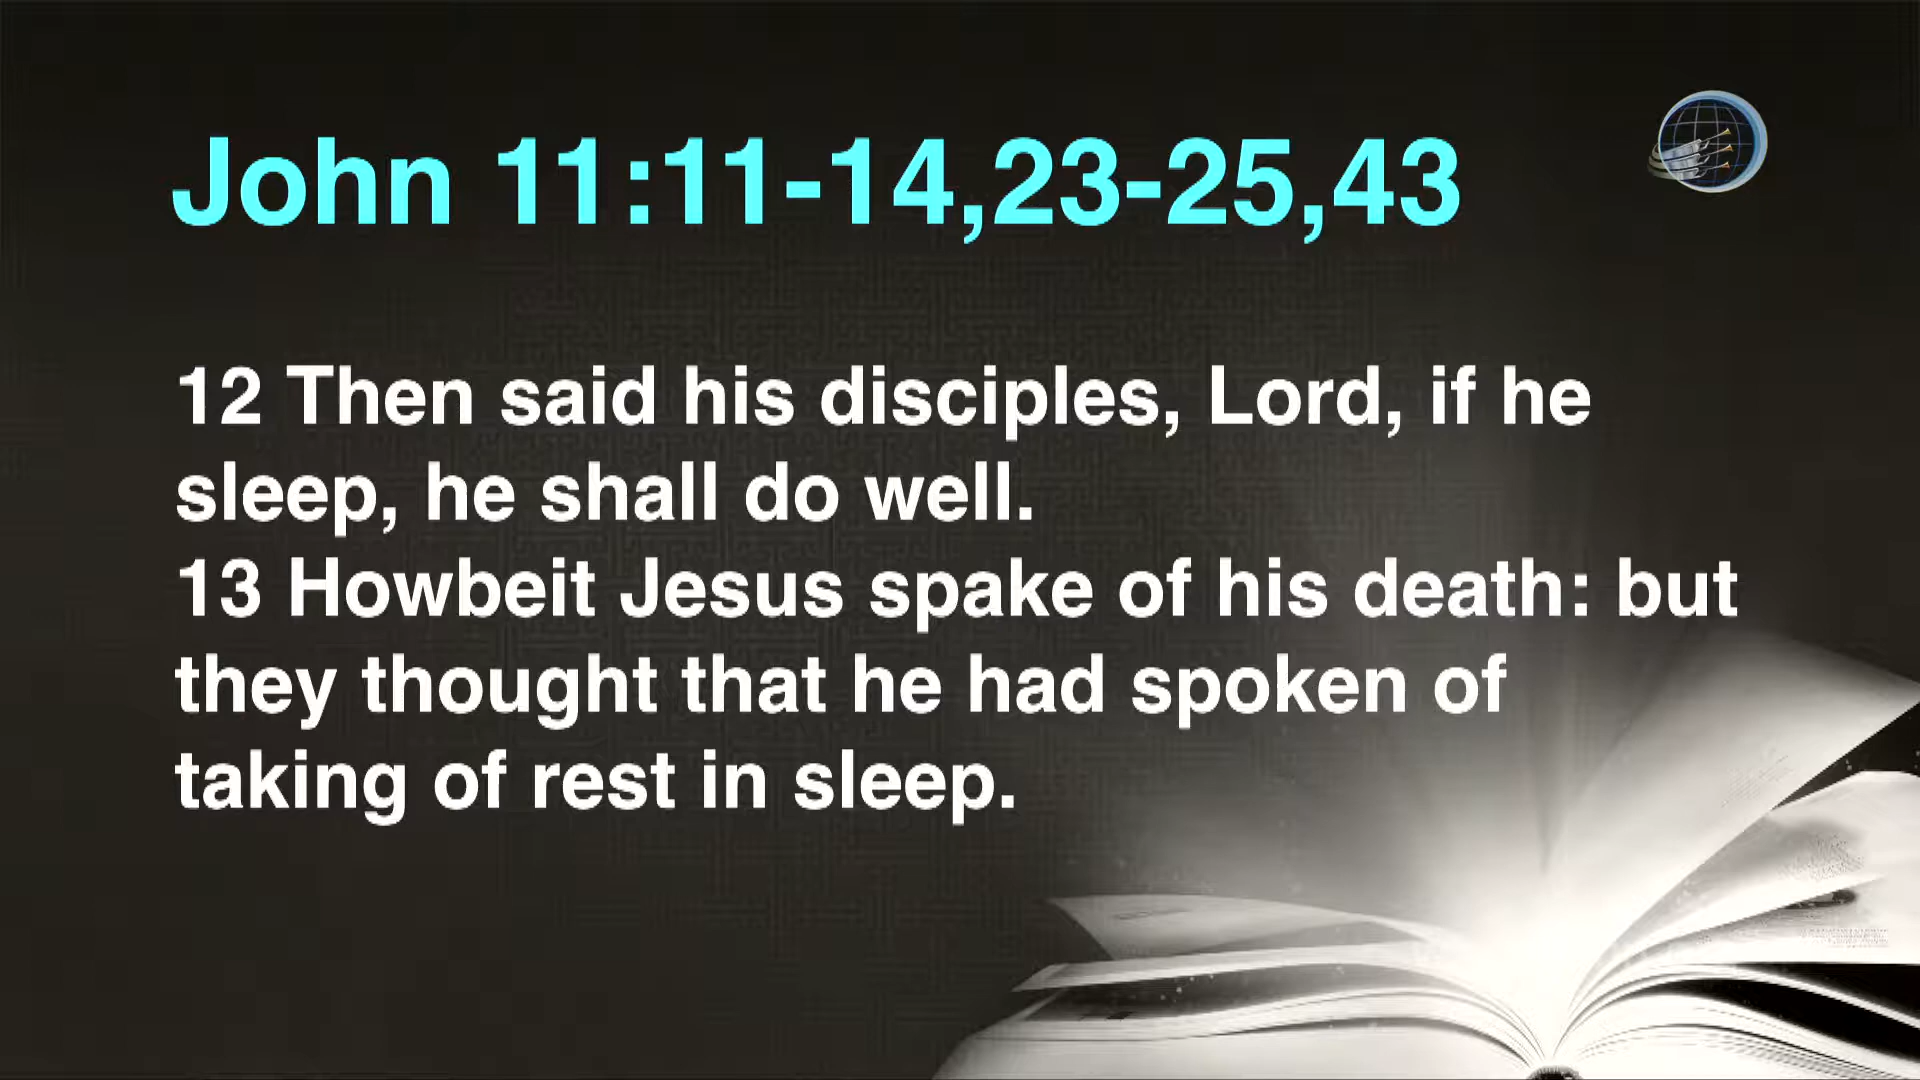 John 11:11-14,23-25,43
12 Then said his disciples, Lord, if he
sleep, he shall do well.
13 Howbeit Jesus spake of his death: but
they thought that he had spoken of
taking of rest in sleep.